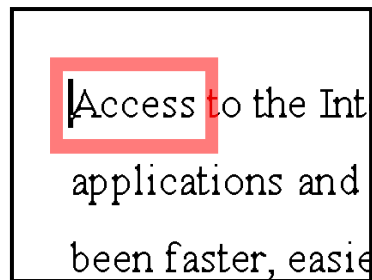 Access to the Int
applications and
been faster, easie